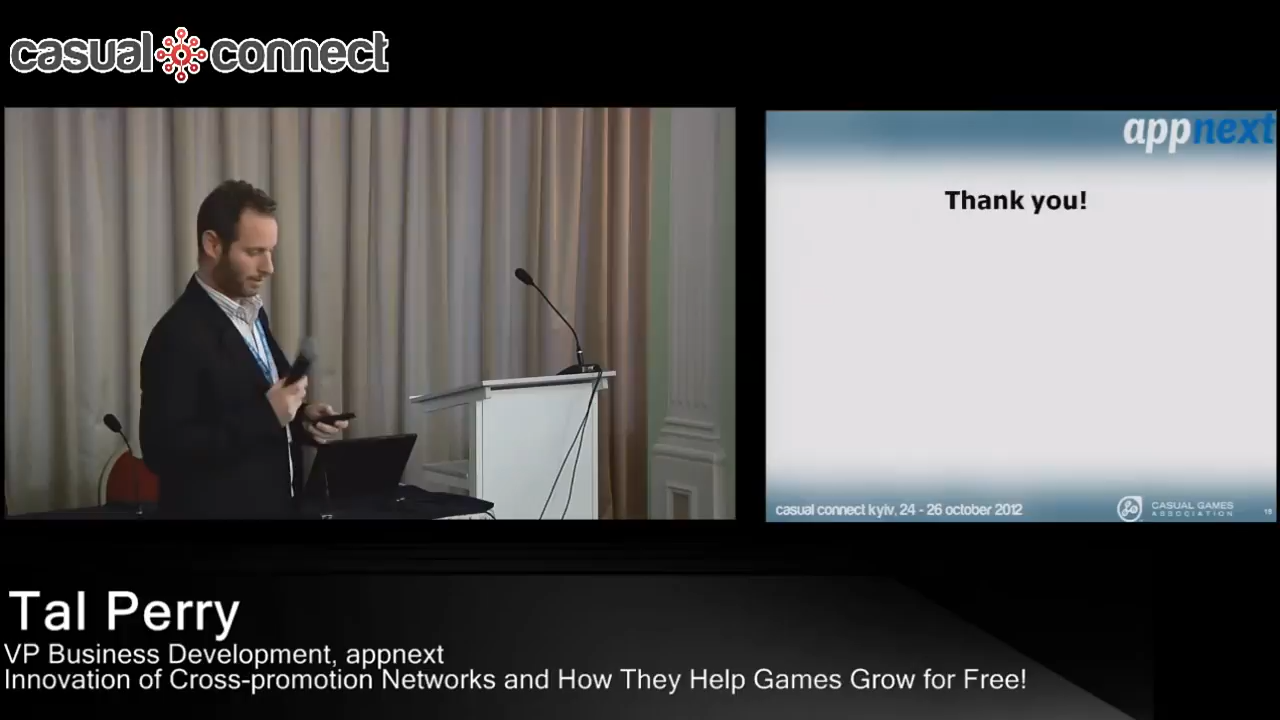 casual connect
appnext
Thank you!
casual connect kyiv, 24 - 26 october 2012
CASUAL GAMES
ASSOCIATION
Tal Perry
VP Business Development, appnext
Innovation of Cross-promotion Networks and How They Help Games Grow for Free!